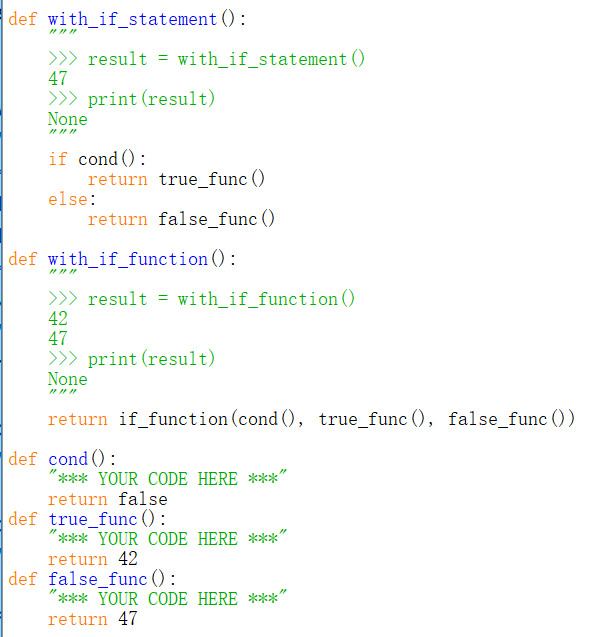 def with_if_statement():
    """
    >>> result = with_if_statement()
    47
    >>> print(result)
    None
    """
    if cond():
        return true_func()
    else:
        return false_func()
def with_if_function():
    """
    >>> result = with_if_function()
    42
    47
    >>> print(result)
    None
    """
    return if_function(cond(), true_func(), false_func())
def cond():
    "*** YOUR CODE HERE ***"
    return false
def true_func():
    "*** YOUR CODE HERE ***"
    return 42
def false_func():
    "*** YOUR CODE HERE ***"
    return 47